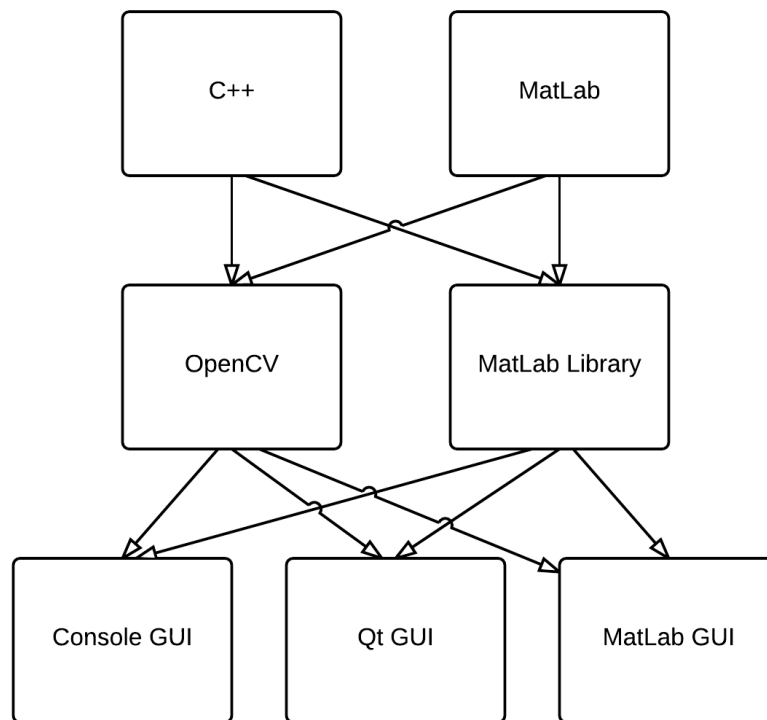 C++
MatLab
OpenCV
MatLab Library
Console GUI
Qt GUI
MatLab GUI